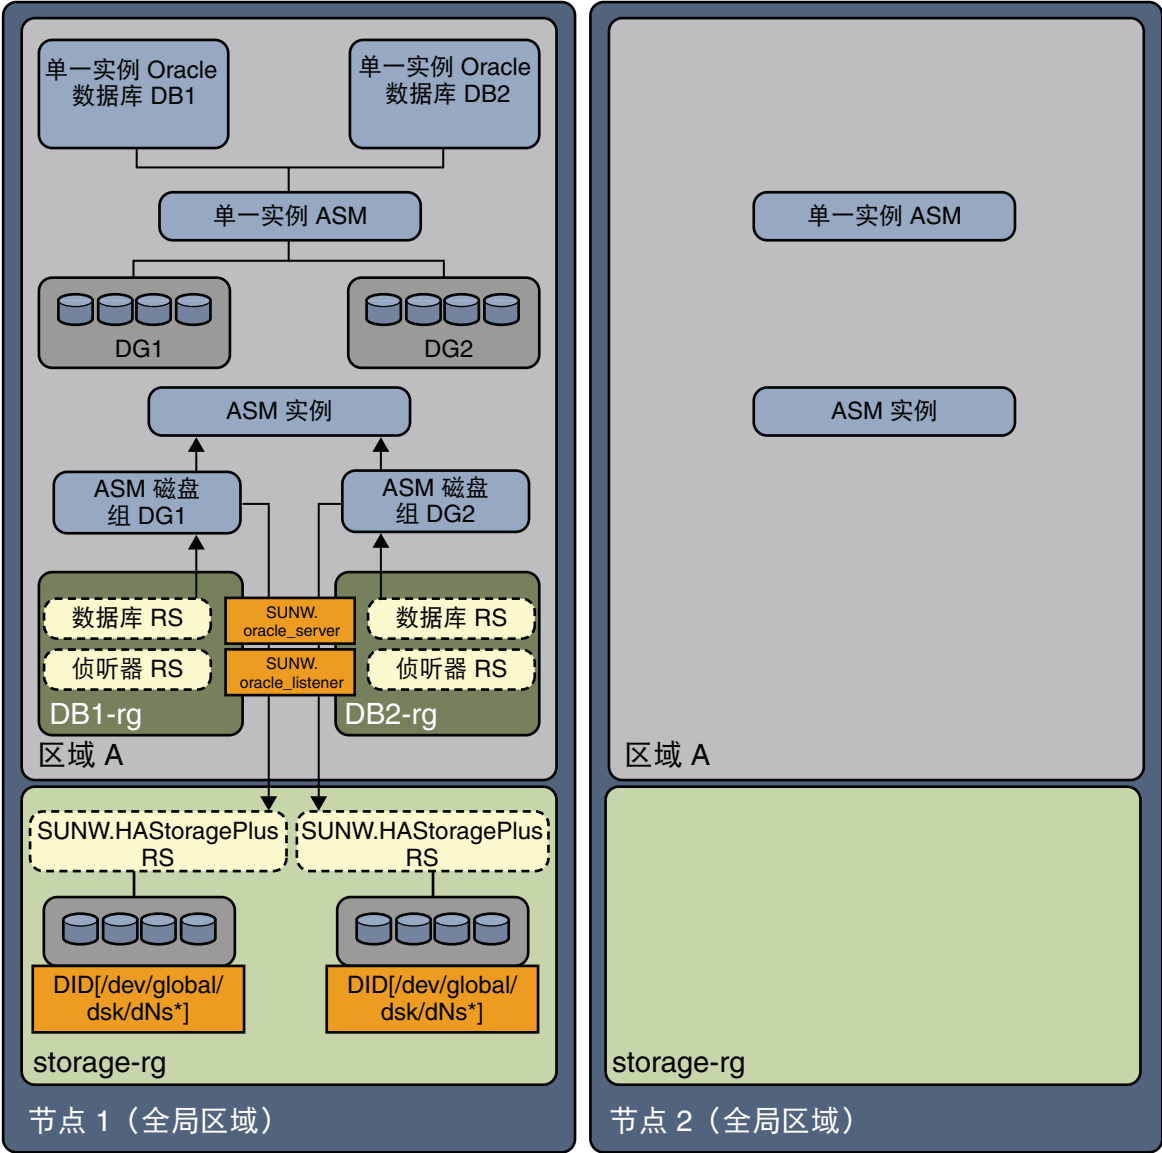 单一实例 Oracle
数据库 DB1
单一实例 Oracle
数据库 DB2
单一实例 ASM
DG1
DG2
ASM 实例
ASM 磁盘
组 DG1
ASM 磁盘
组 DG2
数据库 RS
侦听器 RS
DB1-rg
SUNW.
oracle_server
SUNW.
oracle_listener
数据库 RS
侦听器 RS
DB2-rg
区域 A
SUNW.HAStoragePlus
RS
SUNW.HAStoragePlus
RS
DID[/dev/global/
dsk/dNs*]
DID[/dev/global/
dsk/dNs*]
storage-rg
节点 1（全局区域）
单一实例 ASM
ASM 实例
区域 A
storage-rg
节点 2（全局区域）